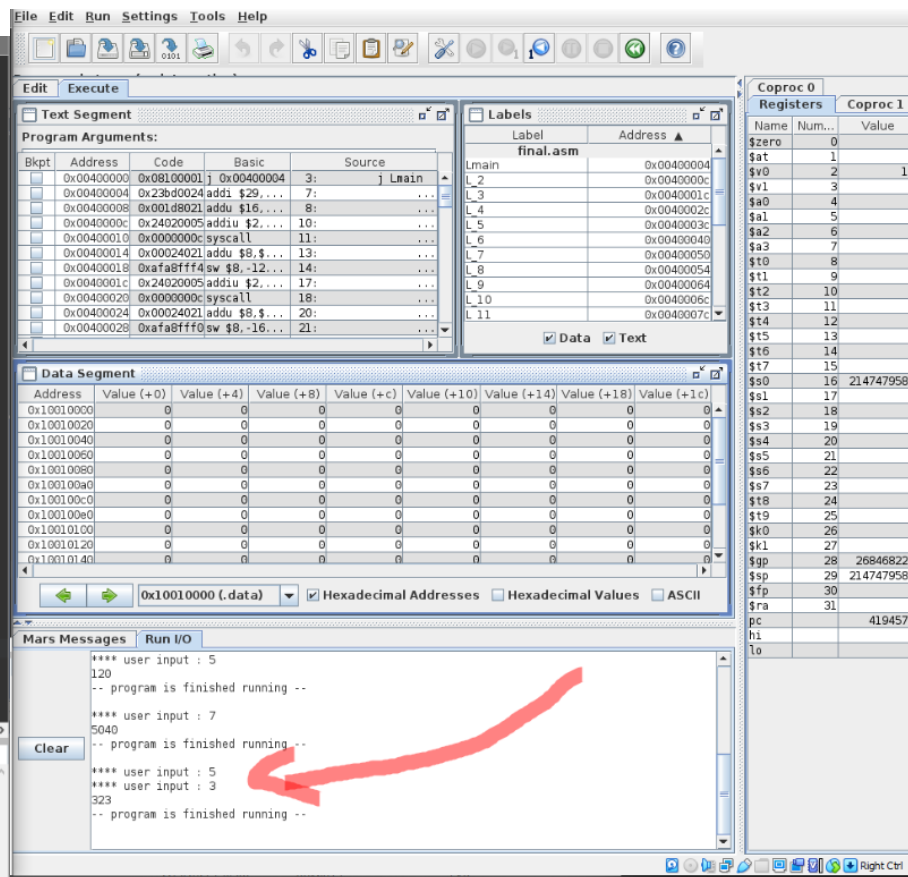 File Edit Run Settings Tools Help
Edit Execute
Text Segment
Program Arguments:
Bkpt Address Code Basic Source
0x00400000 0x08100001 j 0x00400004 3: j Lmain
0x00400004 0x23bd0024 addi $29,... 7: ...
0x00400008 0x001d8021 addu $16,... 8: ...
0x0040000c 0x24020005 addiu $2,... 10: ...
0x00400010 0x0000000c syscall 11: ...
0x00400014 0x00024021 addu $8,$... 13: ...
0x00400018 0xafa8fff4 sw $8,-12... 14: ...
0x0040001c 0x24020005 addiu $2,... 17: ...
0x00400020 0x0000000c syscall 18: ...
0x00400024 0x00024021 addu $8,$... 20: ...
0x00400028 0xafa8fff0 sw $8,-16... 21: ...
Labels
Label Address ▲
final.asm
Lmain 0x00400004
L_2 0x0040000c
L_3 0x0040001c
L_4 0x0040002c
L_5 0x0040003c
L_6 0x00400040
L_7 0x00400050
L_8 0x00400054
L_9 0x00400064
L_10 0x0040006c
L_11 0x0040007c
Data Text
Data Segment
Address Value (+0) Value (+4) Value (+8) Value (+c) Value (+10) Value (+14) Value (+18) Value (+1c)
0x10010000 0 0 0 0 0 0 0 0
0x10010020 0 0 0 0 0 0 0 0
0x10010040 0 0 0 0 0 0 0 0
0x10010060 0 0 0 0 0 0 0 0
0x10010080 0 0 0 0 0 0 0 0
0x100100a0 0 0 0 0 0 0 0 0
0x100100c0 0 0 0 0 0 0 0 0
0x100100e0 0 0 0 0 0 0 0 0
0x10010100 0 0 0 0 0 0 0 0
0x10010120 0 0 0 0 0 0 0 0
0x10010140 0 0 0 0 0 0 0 0
0x10010000 (.data) Hexadecimal Addresses Hexadecimal Values ASCII
Mars Messages Run I/O
**** user input : 5
120
-- program is finished running --
**** user input : 7
5040
-- program is finished running --
**** user input : 5
**** user input : 3
323
-- program is finished running --
Clear
Coproc 0
Registers Coproc 1
Name Num... Value
$zero 0
$at 1
$v0 2 1
$v1 3
$a0 4
$a1 5
$a2 6
$a3 7
$t0 8
$t1 9
$t2 10
$t3 11
$t4 12
$t5 13
$t6 14
$t7 15
$s0 16 214747958
$s1 17
$s2 18
$s3 19
$s4 20
$s5 21
$s6 22
$s7 23
$t8 24
$t9 25
$k0 26
$k1 27
$gp 28 26846822
$sp 29 214747958
$fp 30
$ra 31
pc 419457
hi
lo
Right Ctrl